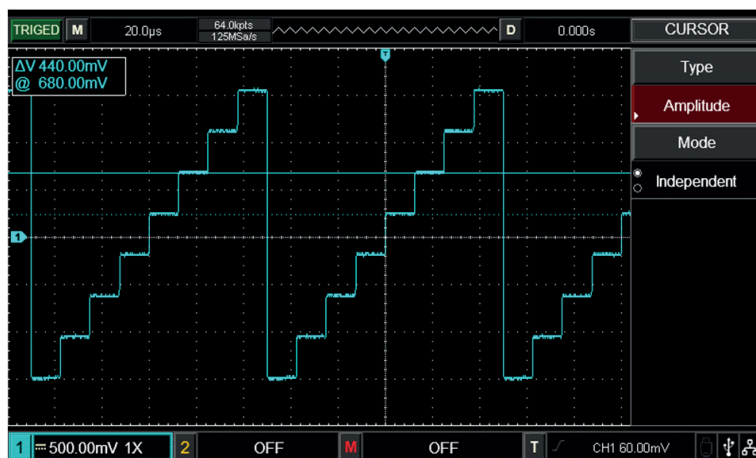 TRIGED M 20.0µs 64.0kpts 125MSa/s D 0.000s CURSOR
ΔV 440.00mV
@ 680.00mV
T
Type
Amplitude
Mode
Independent
1
1 500.00mV 1X 2 OFF M OFF T CH1 60.00mV